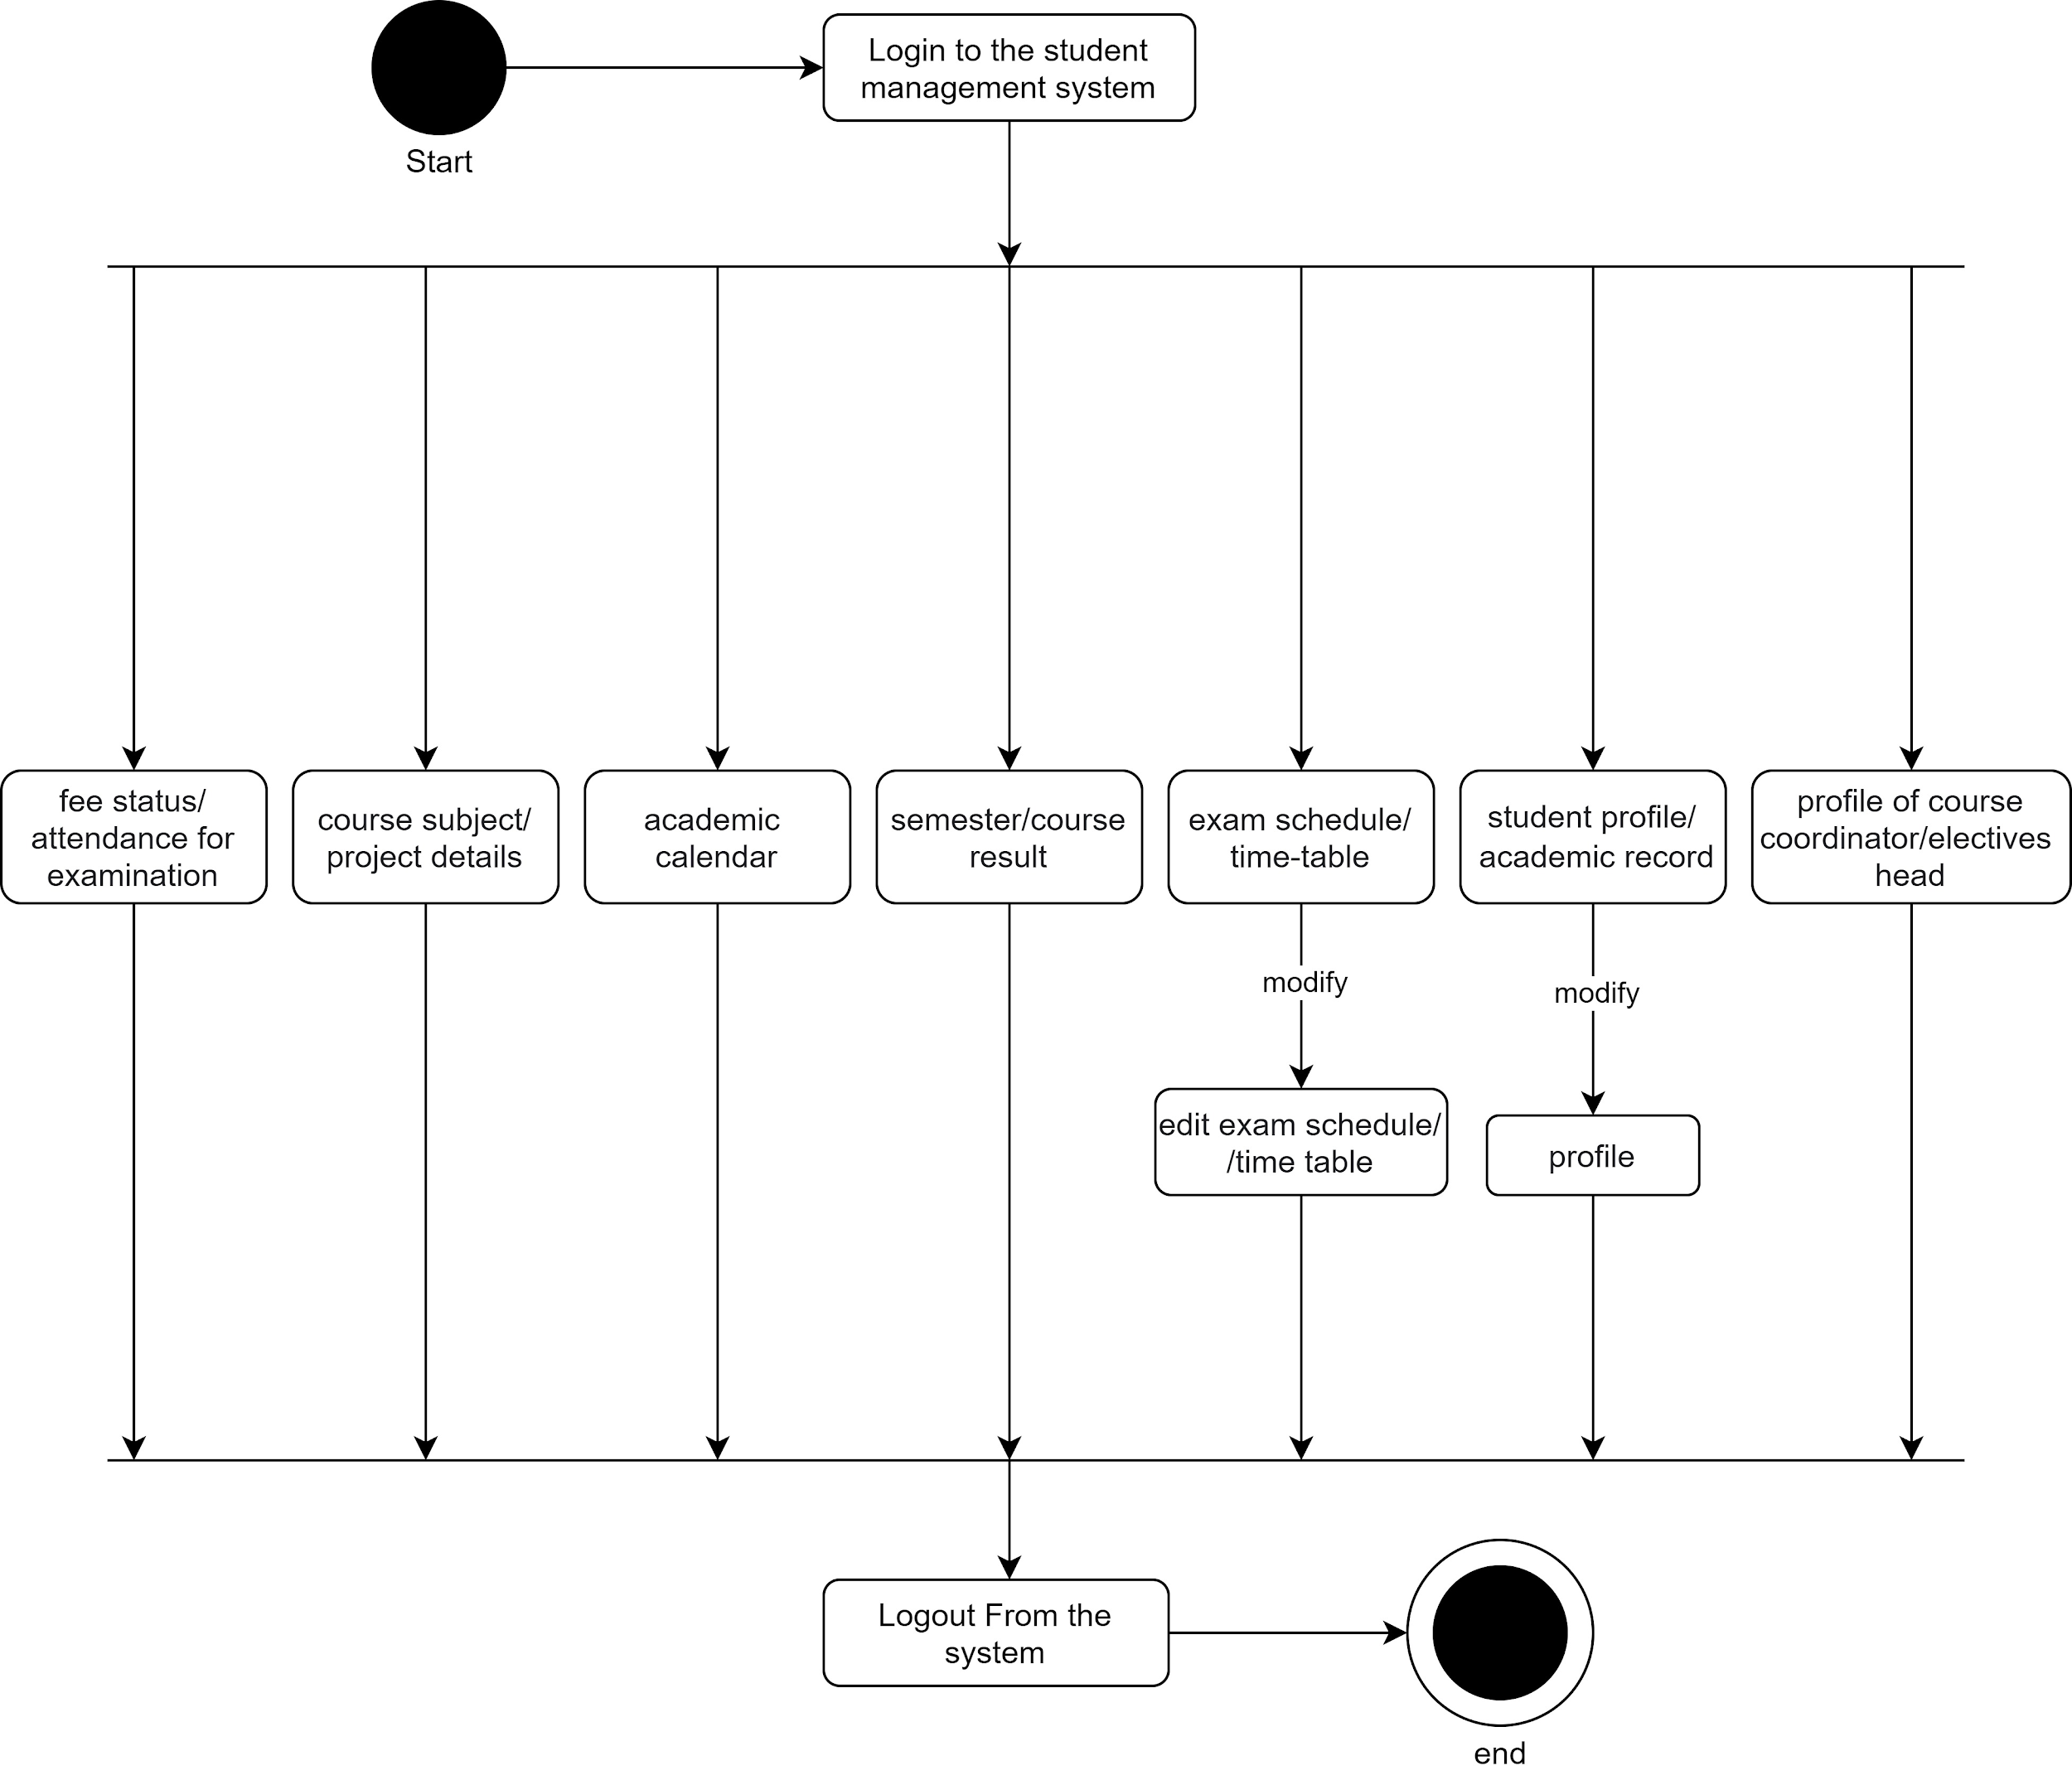 Login to the student
management system
Start
fee status/
attendance for
examination
course subject/
project details
academic
calendar
semester/course
result
exam schedule/
time-table
student profile/
academic record
profile of course
coordinator/electives
head
modify
modify
edit exam schedule/
/time table
profile
Logout From the
system
end